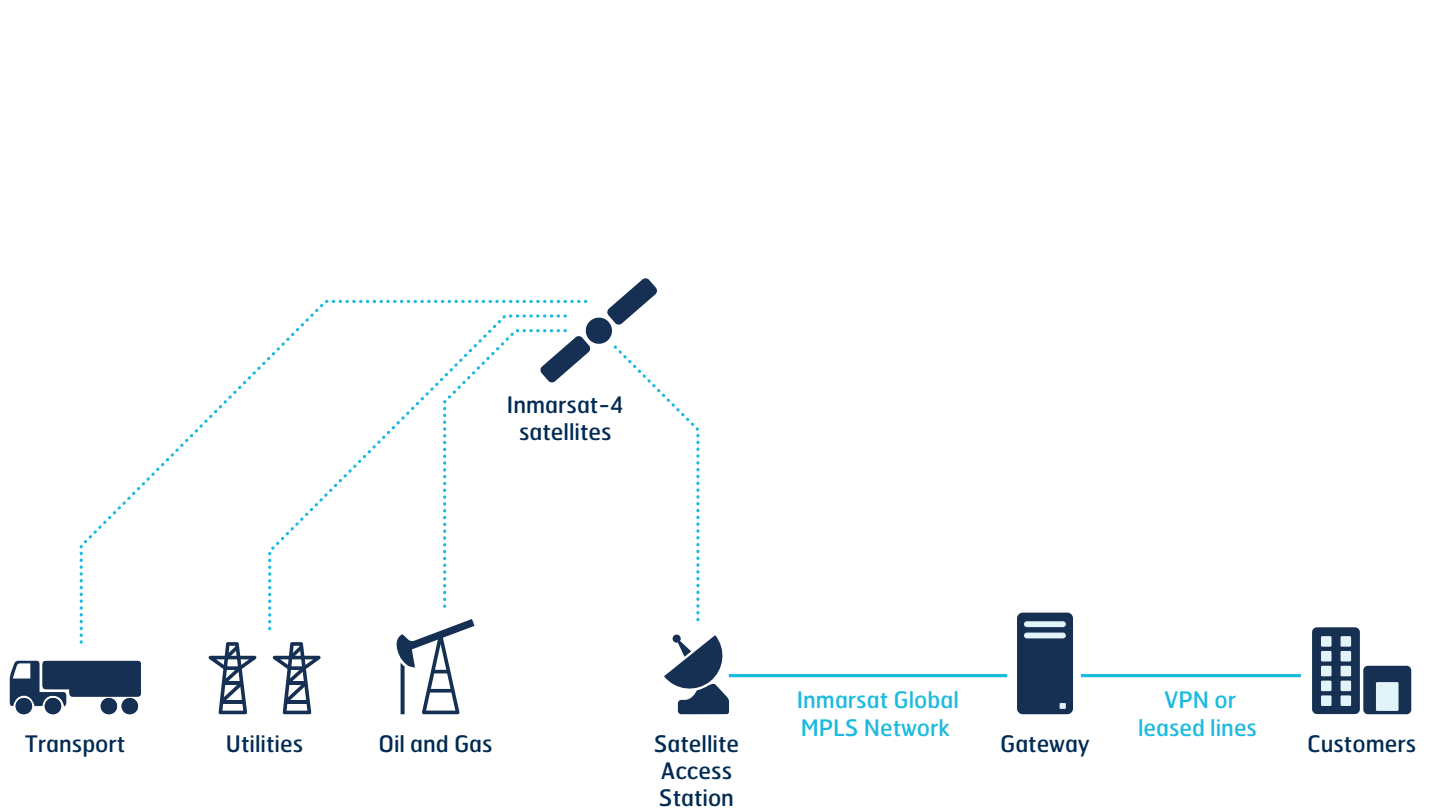 Inmarsat-4
satellites
Transport
Utilities
Oil and Gas
Satellite
Access
Station
Inmarsat Global
MPLS Network
Gateway
VPN or
leased lines
Customers